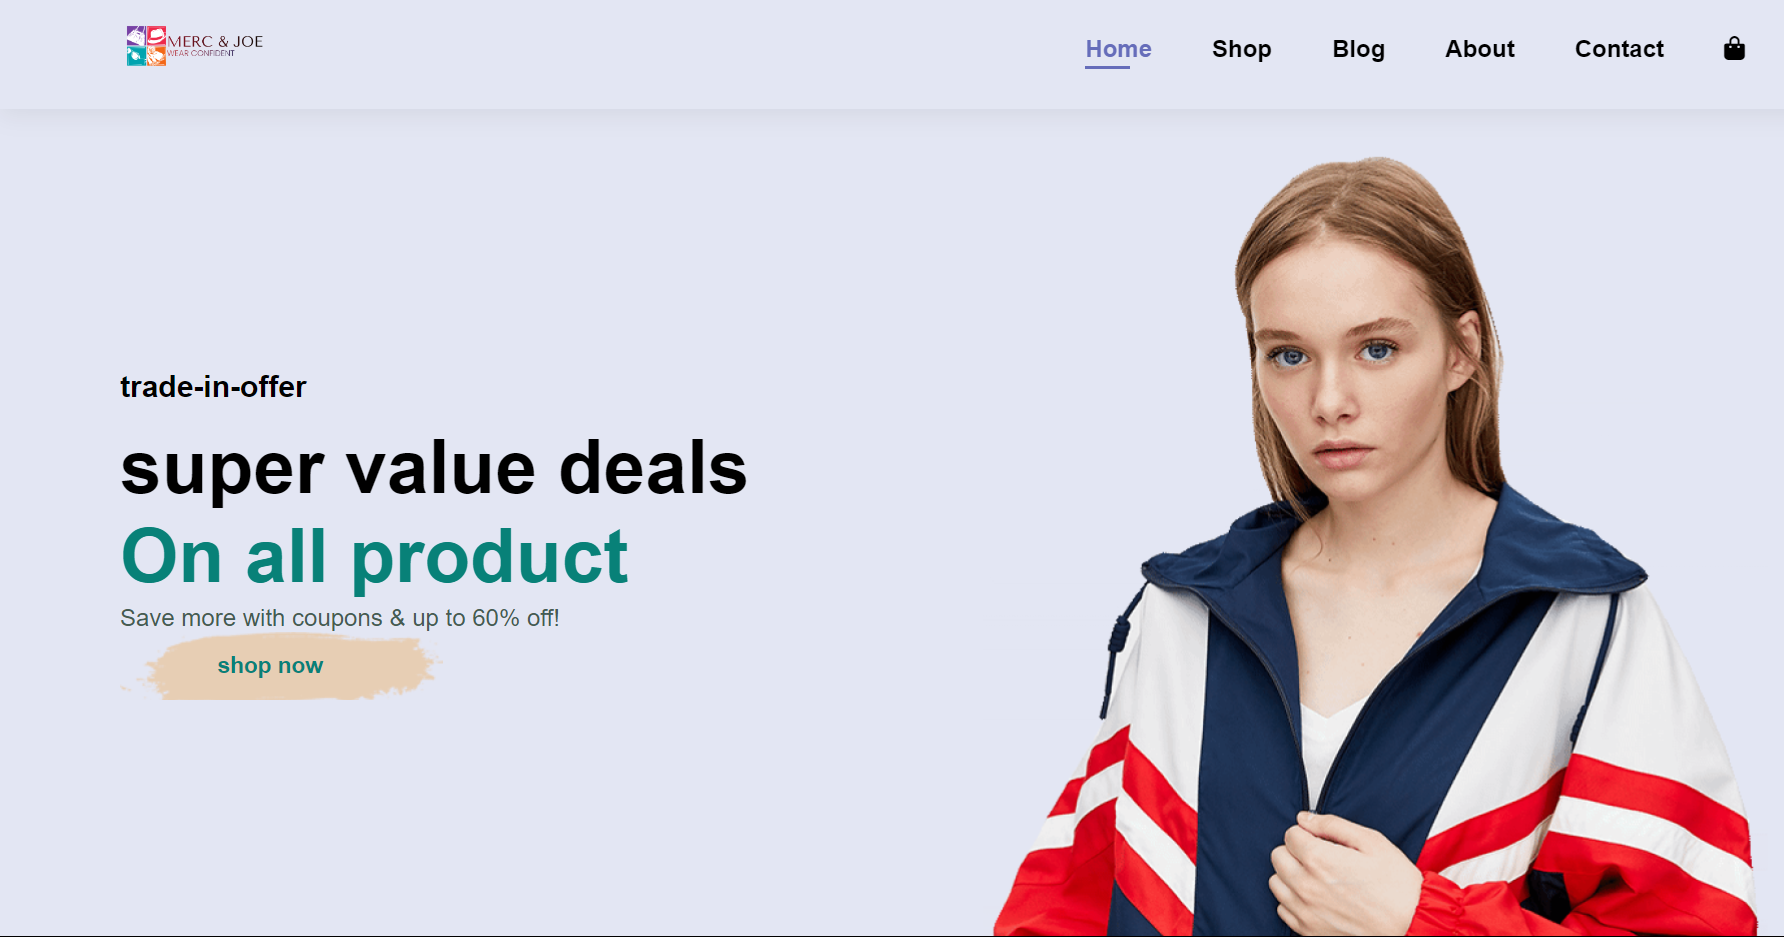 MERC & JOE
WEAR CONFIDENT
Home Shop Blog About Contact
trade-in-offer
super value deals
On all product
Save more with coupons & up to 60% off!
shop now